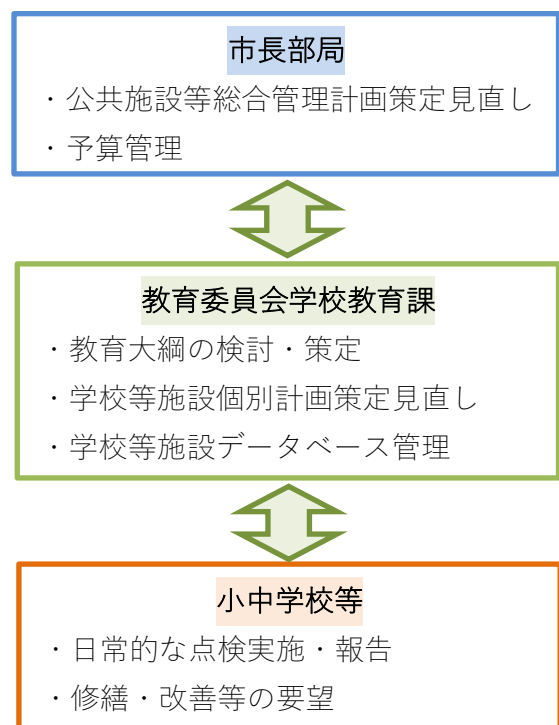 市長部局
・公共施設等総合管理計画策定見直し
・予算管理
教育委員会学校教育課
・教育大綱の検討・策定
・学校等施設個別計画策定見直し
・学校等施設データベース管理
小中学校等
・日常的な点検実施・報告
・修繕・改善等の要望